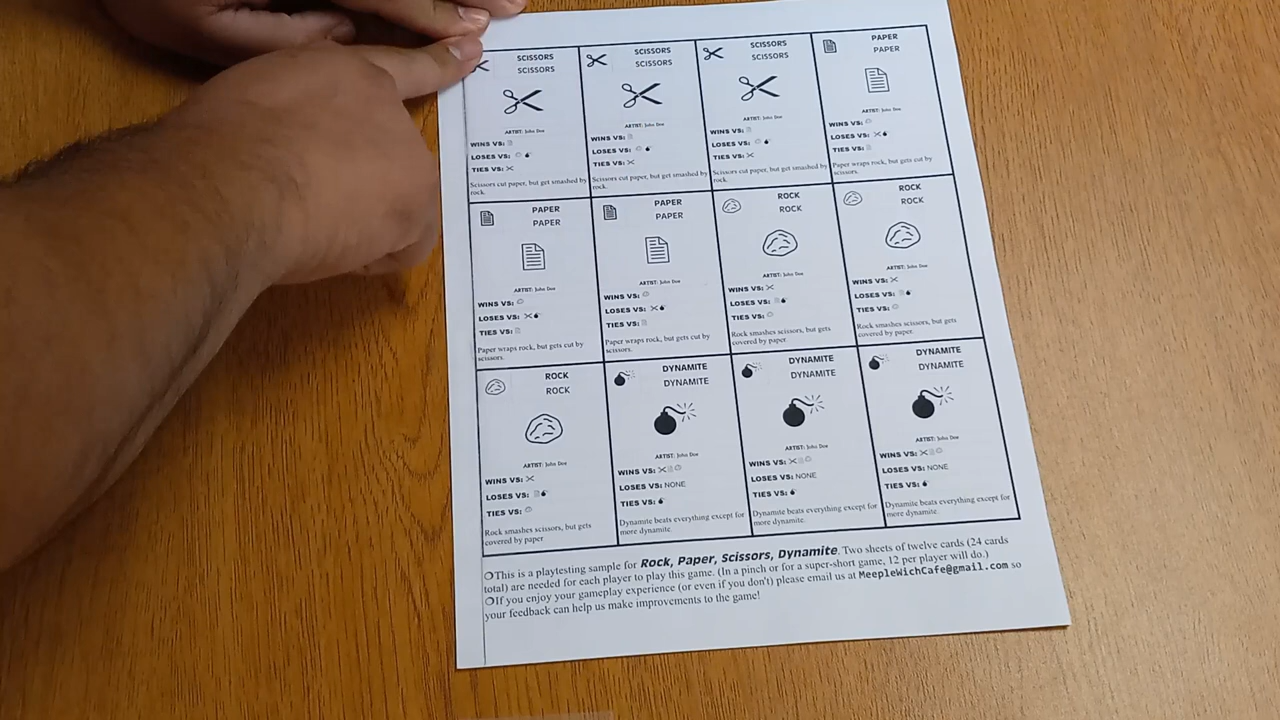 SCISSORS
SCISSORS
ARTIST: John Doe
WINS VS:
LOSES VS:
TIES VS:
Scissors cut paper, but get smashed by
rock.
SCISSORS
SCISSORS
ARTIST: John Doe
WINS VS:
LOSES VS:
TIES VS:
Scissors cut paper, but get smashed by
rock.
SCISSORS
SCISSORS
ARTIST: John Doe
WINS VS:
LOSES VS:
TIES VS:
Scissors cut paper, but get smashed by
rock.
PAPER
PAPER
ARTIST: John Doe
WINS VS:
LOSES VS:
TIES VS:
Paper wraps rock, but gets cut by
scissors.
PAPER
PAPER
ARTIST: John Doe
WINS VS:
LOSES VS:
TIES VS:
Paper wraps rock, but gets cut by
scissors.
PAPER
PAPER
ARTIST: John Doe
WINS VS:
LOSES VS:
TIES VS:
Paper wraps rock, but gets cut by
scissors.
ROCK
ROCK
ARTIST: John Doe
WINS VS:
LOSES VS:
TIES VS:
Rock smashes scissors, but gets
covered by paper.
ROCK
ROCK
ARTIST: John Doe
WINS VS:
LOSES VS:
TIES VS:
Rock smashes scissors, but gets
covered by paper.
ROCK
ROCK
ARTIST: John Doe
WINS VS:
LOSES VS:
TIES VS:
Rock smashes scissors, but gets
covered by paper
DYNAMITE
DYNAMITE
ARTIST: John Doe
WINS VS:
LOSES VS: NONE
TIES VS:
Dynamite beats everything except for
more dynamite.
DYNAMITE
DYNAMITE
ARTIST: John Doe
WINS VS:
LOSES VS: NONE
TIES VS:
Dynamite beats everything except for
more dynamite.
DYNAMITE
DYNAMITE
ARTIST: John Doe
WINS VS:
LOSES VS: NONE
TIES VS:
Dynamite beats everything except for
more dynamite.
❍This is a playtesting sample for Rock, Paper, Scissors, Dynamite. Two sheets of twelve cards (24 cards
total) are needed for each player to play this game. (In a pinch or for a super-short game, 12 per player will do.)
❍If you enjoy your gameplay experience (or even if you don't) please email us at MeepleWichCafe@gmail.com so
your feedback can help us make improvements to the game!